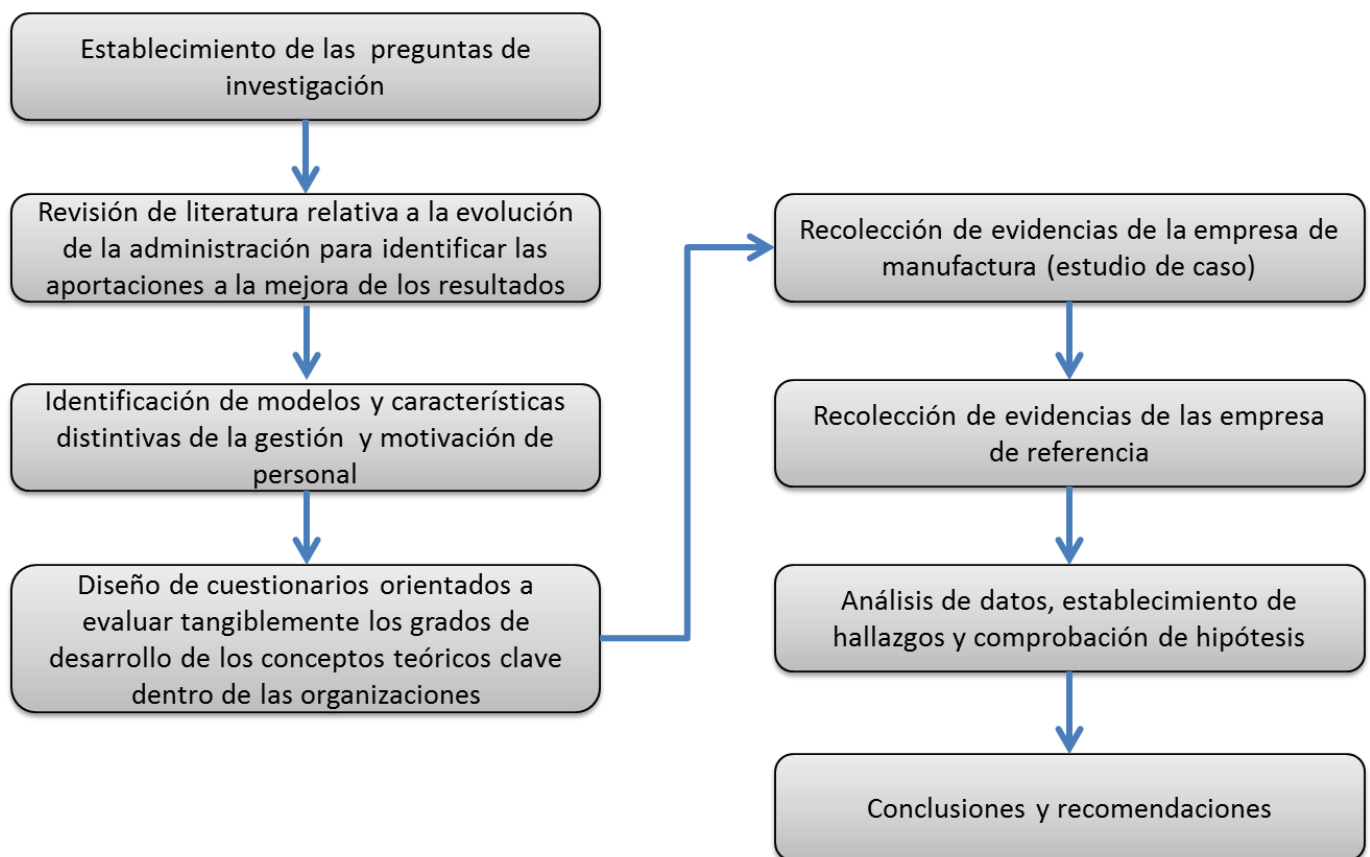 Establecimiento de las  preguntas de
investigación
Revisión de literatura relativa a la evolución
de la administración para identificar las
aportaciones a la mejora de los resultados
Identificación de modelos y características
distintivas de la gestión  y motivación de
personal
Diseño de cuestionarios orientados a
evaluar tangiblemente los grados de
desarrollo de los conceptos teóricos clave
dentro de las organizaciones
Recolección de evidencias de la empresa de
manufactura (estudio de caso)
Recolección de evidencias de las empresa
de referencia
Análisis de datos, establecimiento de
hallazgos y comprobación de hipótesis
Conclusiones y recomendaciones